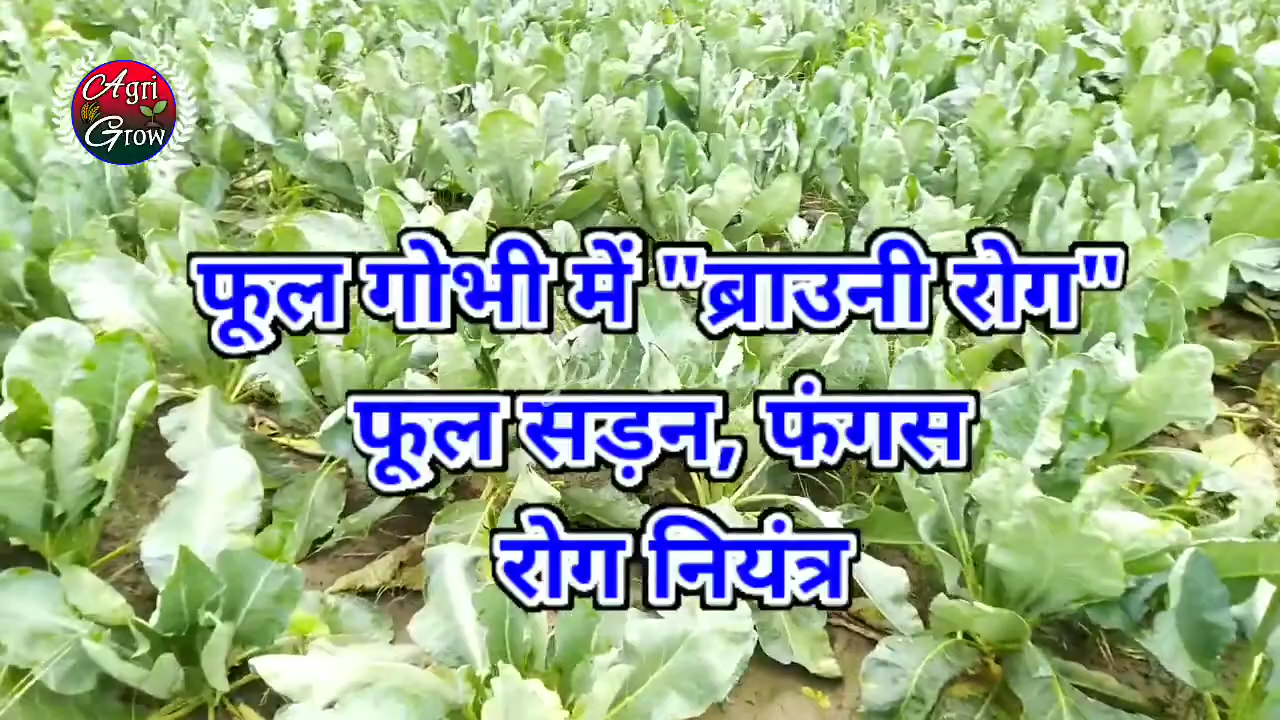 Agri
Grow
फूल गोभी में "ब्राउनी रोग"
फूल सड़न, फंगस
रोग नियंत्र